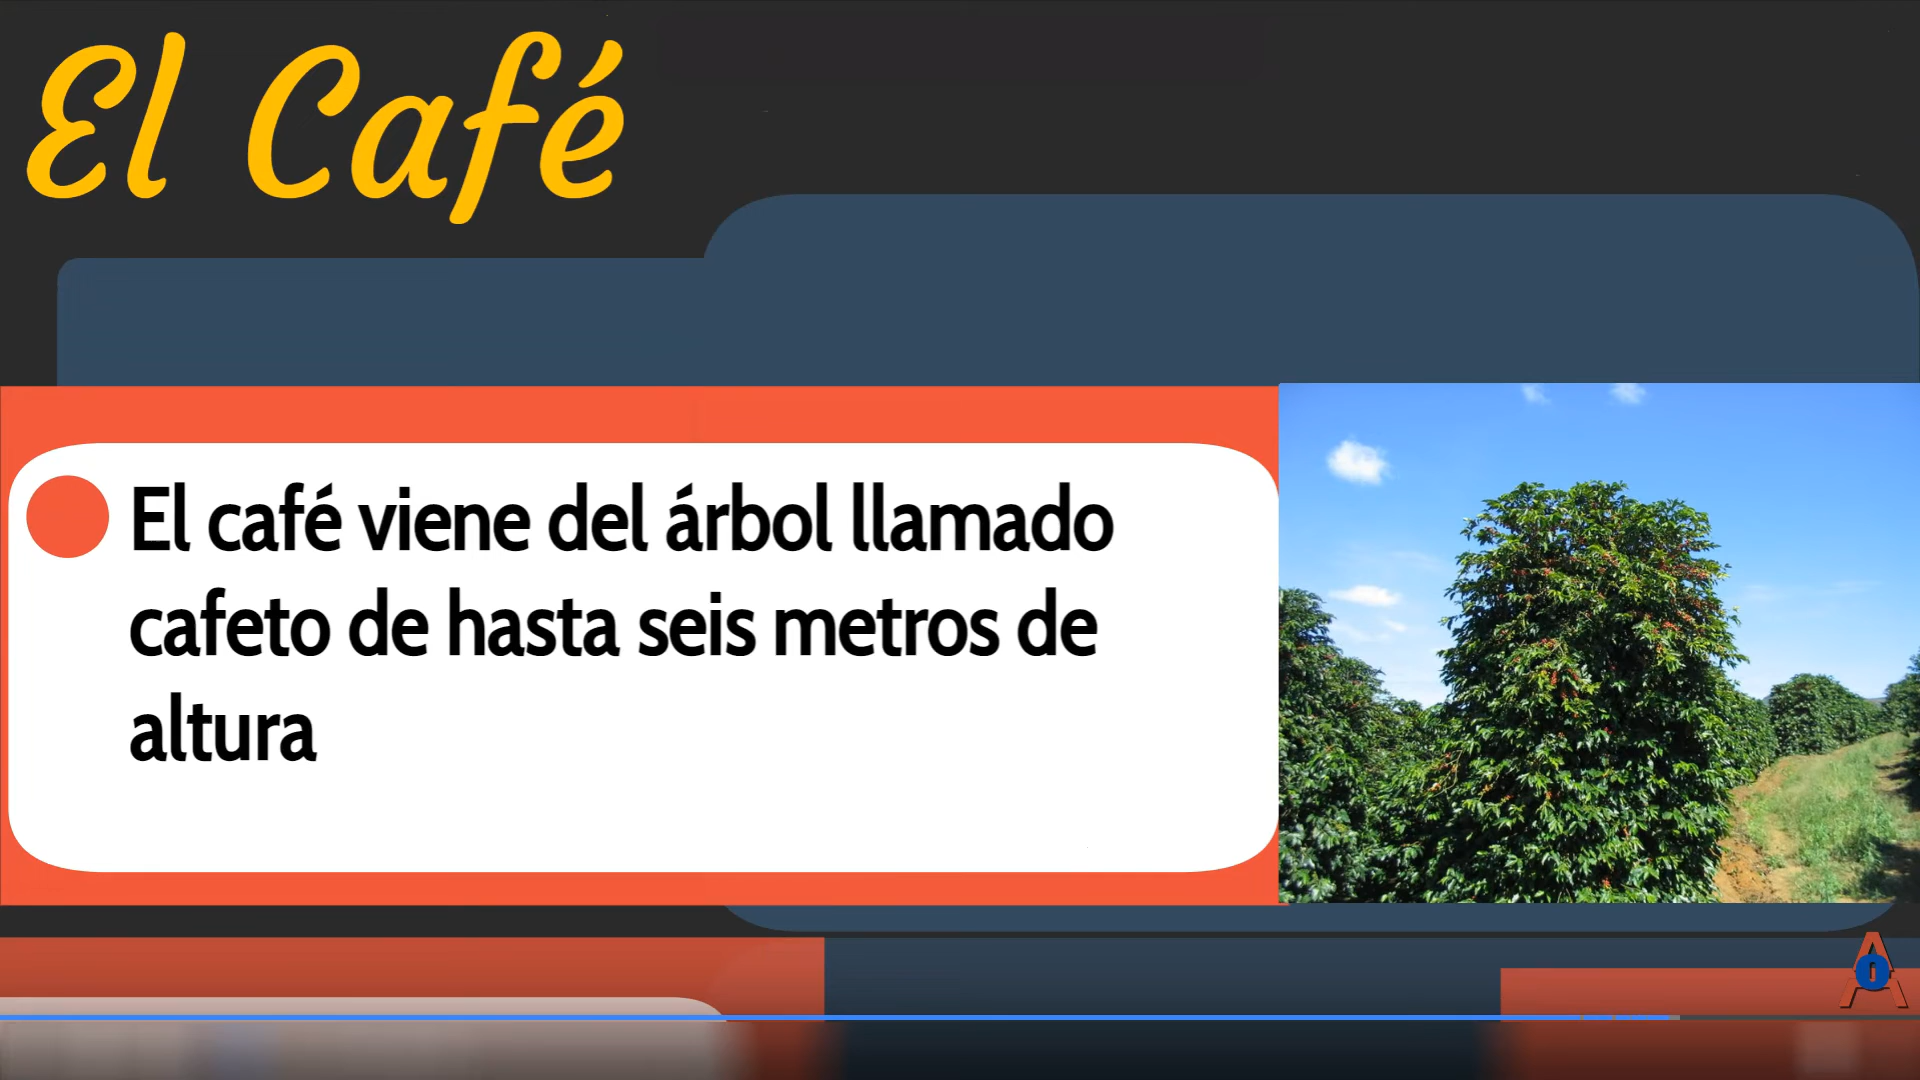 El Café
El café viene del árbol llamado
cafeto de hasta seis metros de
altura